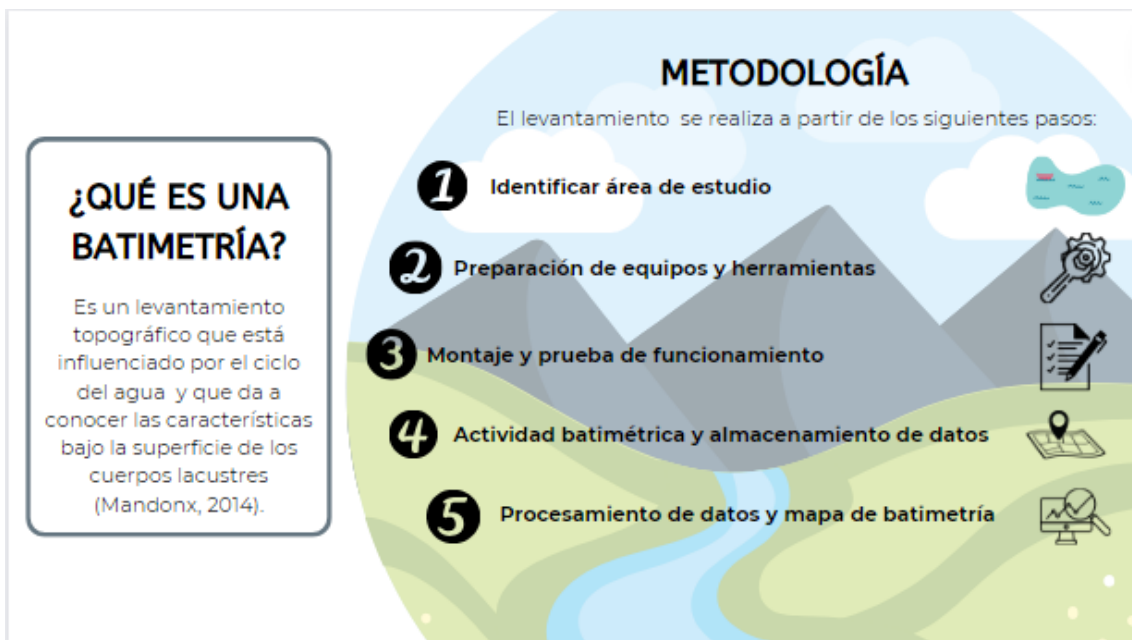 ¿QUÉ ES UNA
BATIMETRÍA?
Es un levantamiento
topográfico que está
influenciado por el ciclo
del agua y que da a
conocer las características
bajo la superficie de los
cuerpos lacustres
(Mandonx, 2014).
METODOLOGÍA
El levantamiento se realiza a partir de los siguientes pasos:
1 Identificar área de estudio
2 Preparación de equipos y herramientas
3 Montaje y prueba de funcionamiento
4 Actividad batimétrica y almacenamiento de datos
5 Procesamiento de datos y mapa de batimetría